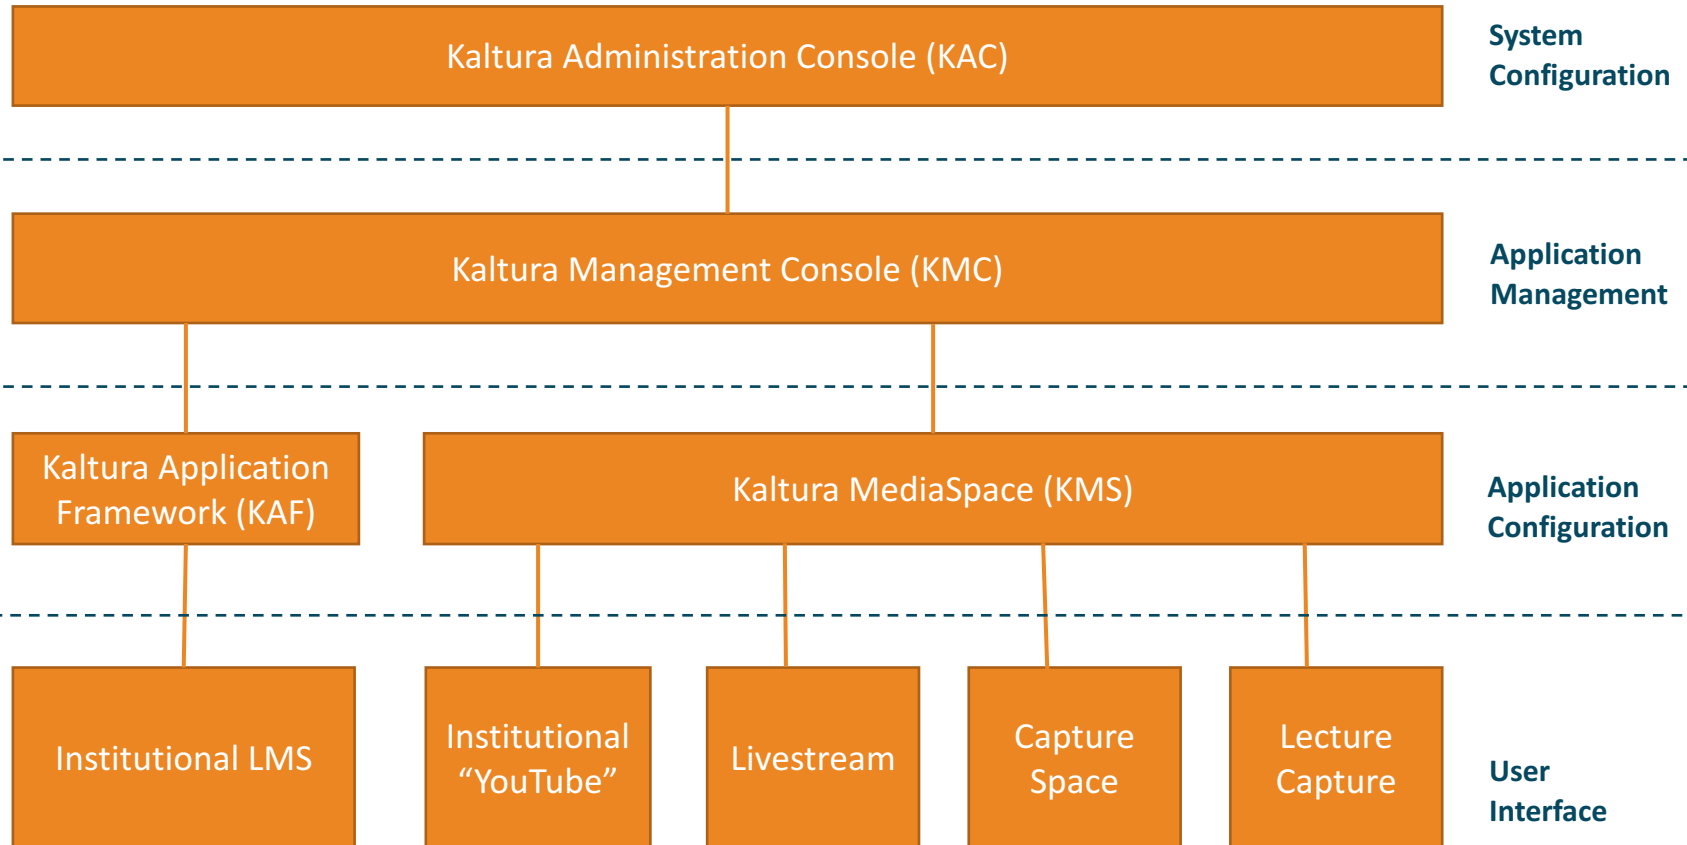 Kaltura Administration Console (KAC)
System
Configuration
Kaltura Management Console (KMC)
Application
Management
Kaltura Application
Framework (KAF)
Kaltura MediaSpace (KMS)
Application
Configuration
Institutional LMS
Institutional
“YouTube”
Livestream
Capture
Space
Lecture
Capture
User
Interface